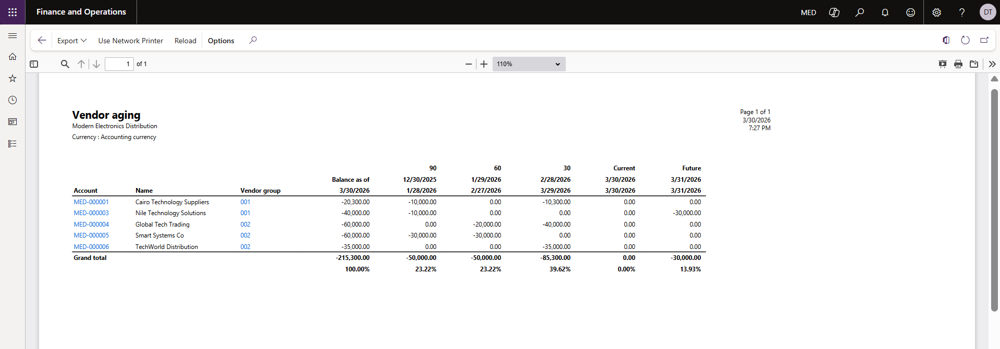 Finance and Operations MED ? DT
Export Use Network Printer Reload Options
1 of 1 110%
Vendor aging Page 1 of 1
Modern Electronics Distribution 3/30/2026
7:27 PM
Currency : Accounting currency
90 60 30 Current Future
Balance as of 12/30/2025 1/29/2026 2/28/2026 3/30/2026 3/31/2026
Account Name Vendor group 3/30/2026 1/28/2026 2/27/2026 3/29/2026 3/30/2026 3/31/2026
MED-000001 Cairo Technology Suppliers 001 -20,300.00 -10,000.00 0.00 -10,300.00 0.00 0.00
MED-000003 Nile Technology Solutions 001 -40,000.00 -10,000.00 0.00 0.00 0.00 -30,000.00
MED-000004 Global Tech Trading 002 -60,000.00 0.00 -20,000.00 -40,000.00 0.00 0.00
MED-000005 Smart Systems Co 002 -60,000.00 -30,000.00 -30,000.00 0.00 0.00 0.00
MED-000006 TechWorld Distribution 002 -35,000.00 0.00 0.00 -35,000.00 0.00 0.00
Grand total -215,300.00 -50,000.00 -50,000.00 -85,300.00 0.00 -30,000.00
100.00% 23.22% 23.22% 39.62% 0.00% 13.93%